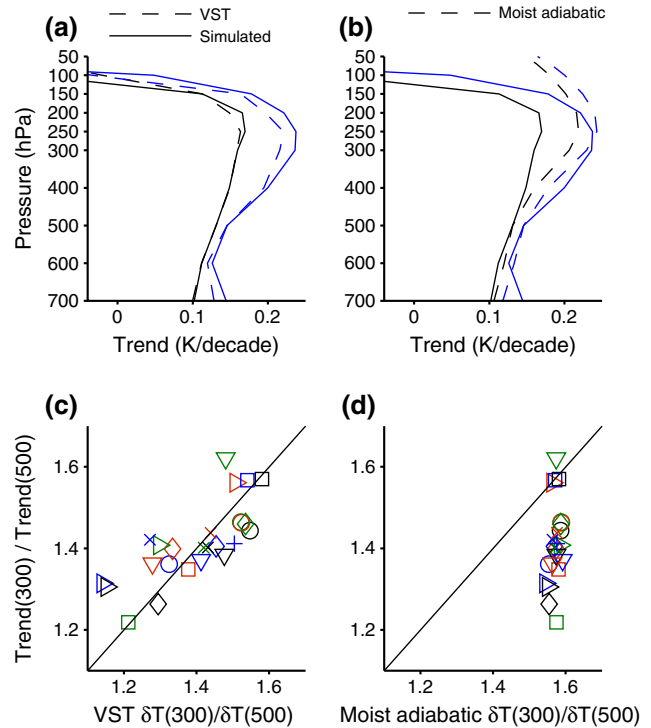 (a)
VST
Simulated
(b)
Moist adiabatic
50
100
150
200
250
300
400
500
600
700
Pressure (hPa)
0
0.1
0.2
Trend (K/decade)
50
100
150
200
250
300
400
500
600
700
0
0.1
0.2
Trend (K/decade)
(c)
1.6
1.4
1.2
Trend(300) / Trend(500)
1.2
1.4
1.6
VST δT(300)/δT(500)
(d)
1.6
1.4
1.2
1.2
1.4
1.6
Moist adiabatic δT(300)/δT(500)